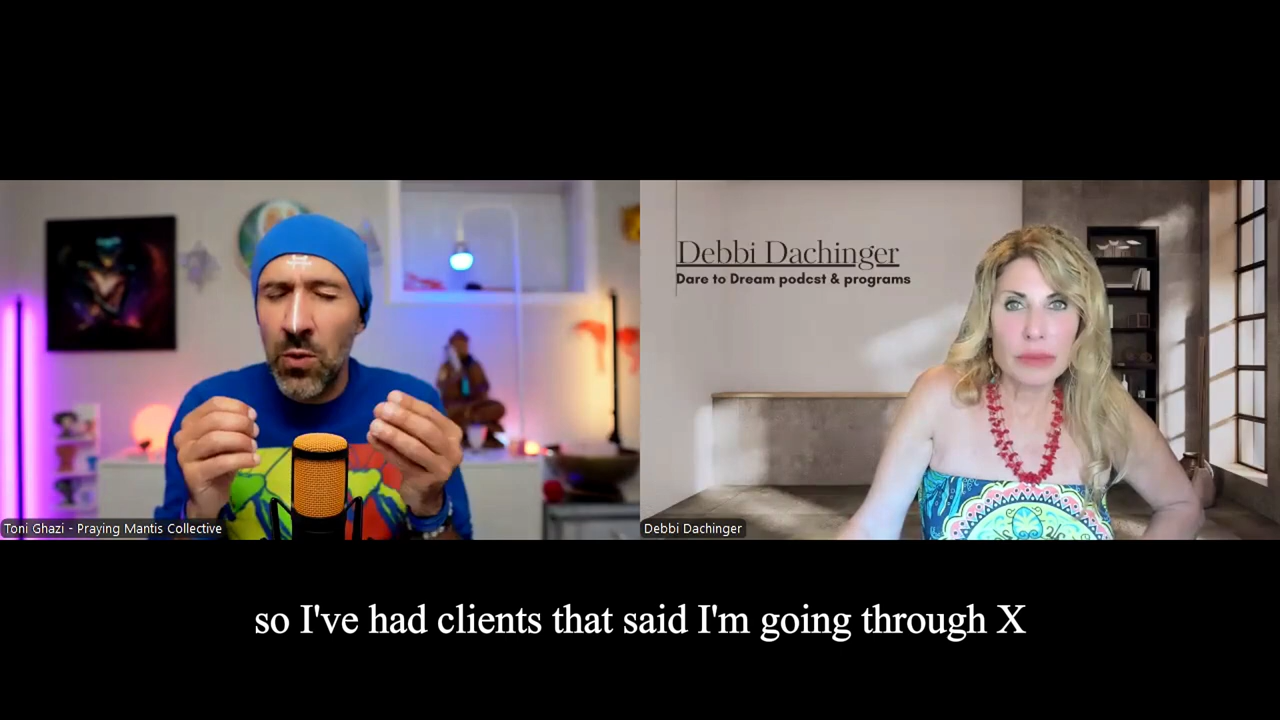 Debbi Dachinger
Dare to Dream podcst & programs
Toni Ghazi - Praying Mantis Collective
Debbi Dachinger
so I've had clients that said I'm going through X